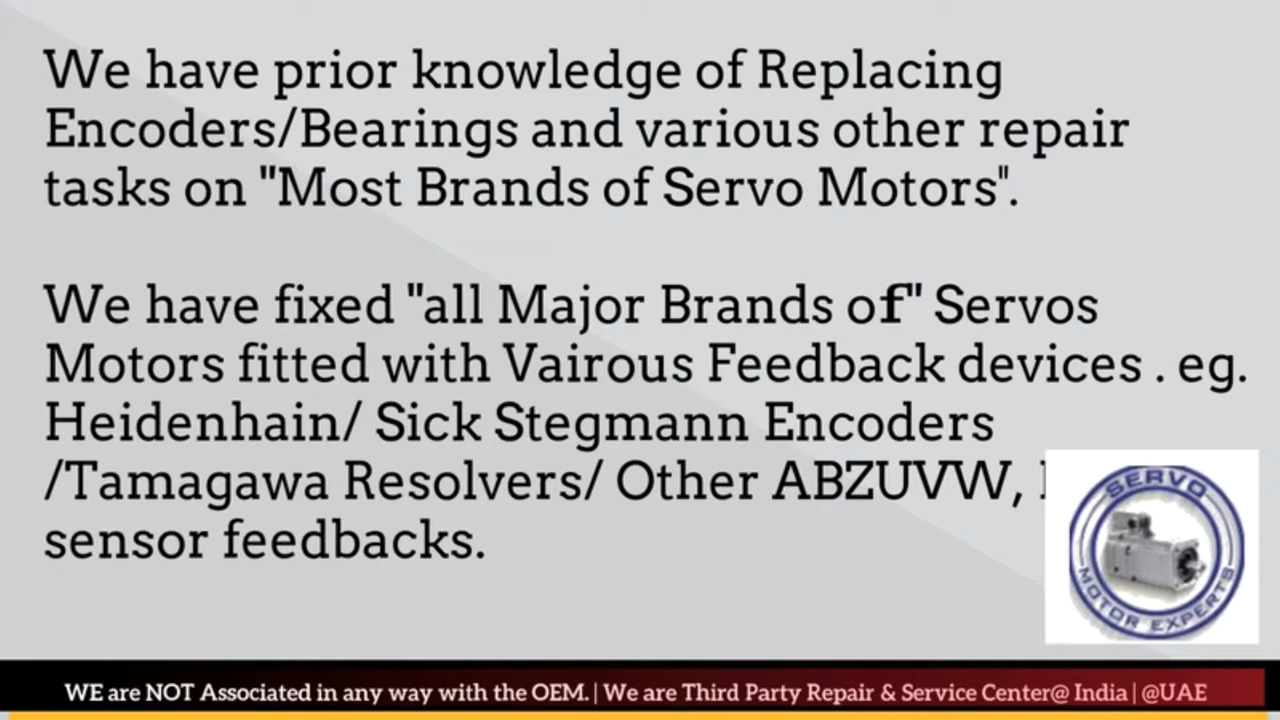 We have prior knowledge of Replacing
Encoders/Bearings and various other repair
tasks on "Most Brands of Servo Motors".
We have fixed "all Major Brands of" Servos
Motors fitted with Vairous Feedback devices . eg.
Heidenhain/ Sick Stegmann Encoders
/Tamagawa Resolvers/ Other ABZUVW,
sensor feedbacks.
SERVO
MOTOR EXPERTS
WE are NOT Associated in any way with the OEM. | We are Third Party Repair & Service Center@ India | @UAE